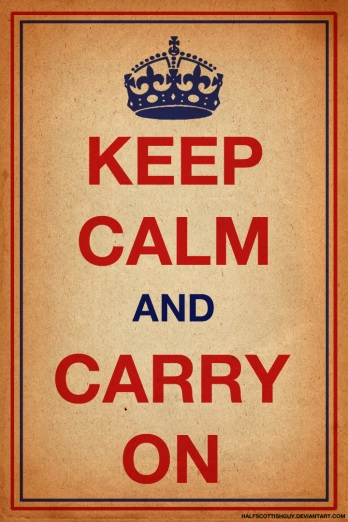 KEEP
CALM
AND
CARRY
ON
HALFSCOTTISHGUY.DEVIANTART.COM